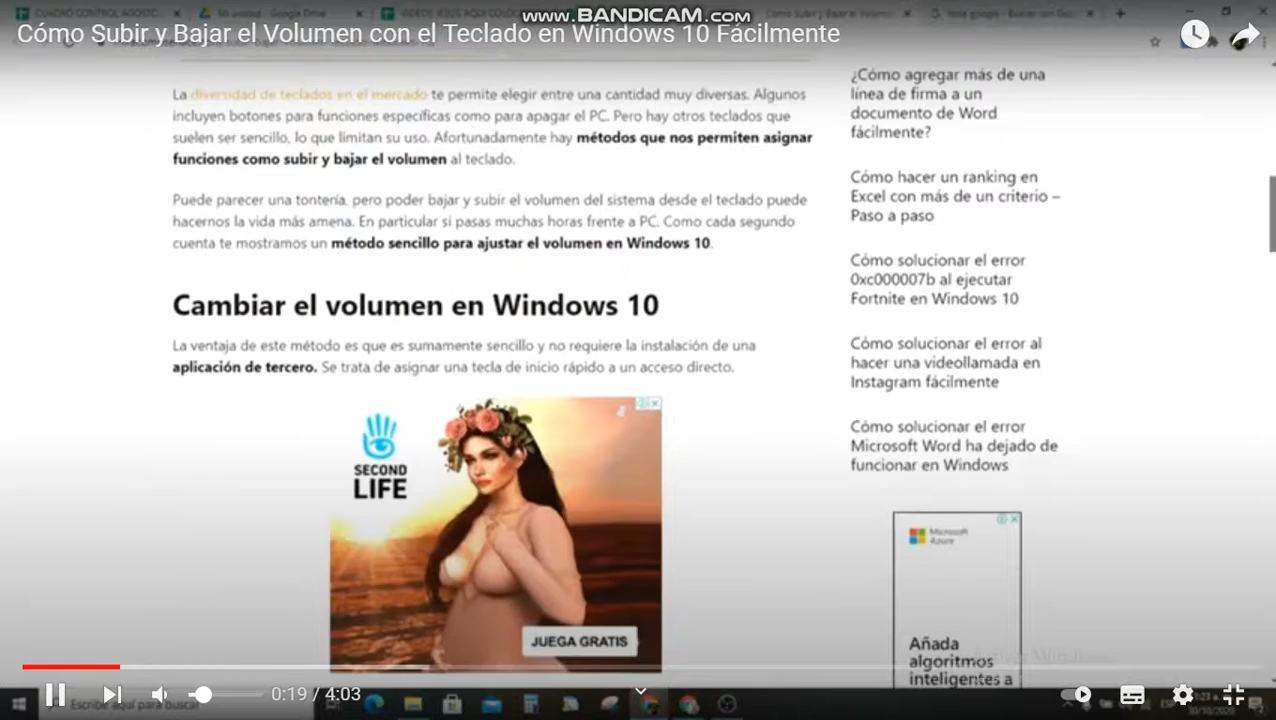 www.BANDICAM.com
CUADRO CONTROL AGOSTO
Mi unidad - Google Drive
Cómo Subir y Bajar el Volumen con el Teclado en Windows 10 Fácilmente
La diversidad de teclados en el mercado te permite elegir entre una cantidad muy diversas. Algunos
incluyen botones para funciones específicas como para apagar el PC. Pero hay otros teclados que
suelen ser sencillo, lo que limitan su uso. Afortunadamente hay métodos que nos permiten asignar
funciones como subir y bajar el volumen al teclado.
Puede parecer una tontería, pero poder bajar y subir el volumen del sistema desde el teclado puede
hacernos la vida más amena. En particular si pasas muchas horas frente a PC. Como cada segundo
cuenta te mostramos un método sencillo para ajustar el volumen en Windows 10.
Cambiar el volumen en Windows 10
La ventaja de este método es que es sumamente sencillo y no requiere la instalación de una
aplicación de tercero. Se trata de asignar una tecla de inicio rápido a un acceso directo.
SECOND
LIFE
JUEGA GRATIS
¿Cómo agregar más de una
línea de firma a un
documento de Word
fácilmente?
Cómo hacer un ranking en
Excel con más de un criterio –
Paso a paso
Cómo solucionar el error
0xc000007b al ejecutar
Fortnite en Windows 10
Cómo solucionar el error al
hacer una videollamada en
Instagram fácilmente
Cómo solucionar el error
Microsoft Word ha dejado de
funcionar en Windows
Microsoft
Azure
Añada
algoritmos
inteligentes a
0:19 / 4:03
Escribe aquí para buscar
30/10/2020